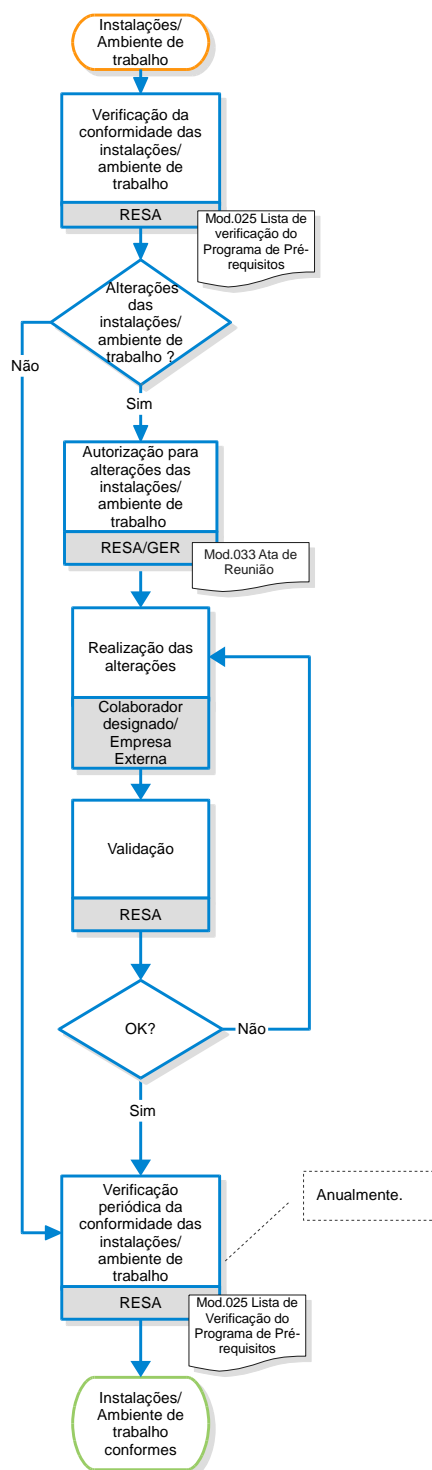 Instalações/
Ambiente de
trabalho
Verificação da
conformidade das
instalações/
ambiente de
trabalho
RESA
Mod.025 Lista de
verificação do
Programa de Pré-
requisitos
Alterações
das
instalações/
ambiente de
trabalho ?
Não
Sim
Autorização para
alterações das
instalações/
ambiente de
trabalho
RESA/GER
Mod.033 Ata de
Reunião
Realização das
alterações
Colaborador
designado/
Empresa
Externa
Validação
RESA
OK?
Não
Sim
Verificação
periódica da
conformidade das
instalações/
ambiente de
trabalho
Anualmente.
RESA
Mod.025 Lista de
Verificação do
Programa de Pré-
requisitos
Instalações/
Ambiente de
trabalho
conformes